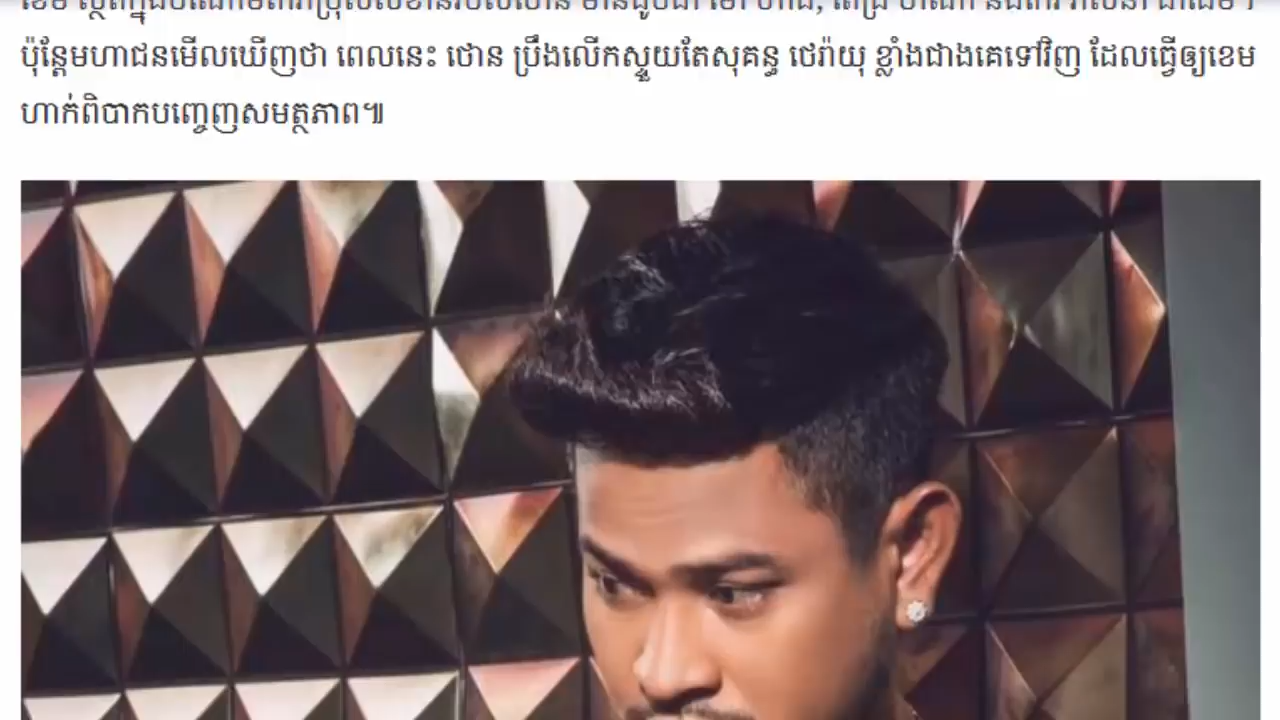 ប៉ុន្តែមហាជនមើលឃើញថា ពេលនេះ ថោន ប្រឹងលើកស្ទួយតែសុគន្ធ ថេរ៉ាយុ ខ្លាំងជាងគេទៅវិញ ដែលធ្វើឲ្យខេម
ហាក់ពិបាកបញ្ចេញសមត្ថភាព៕